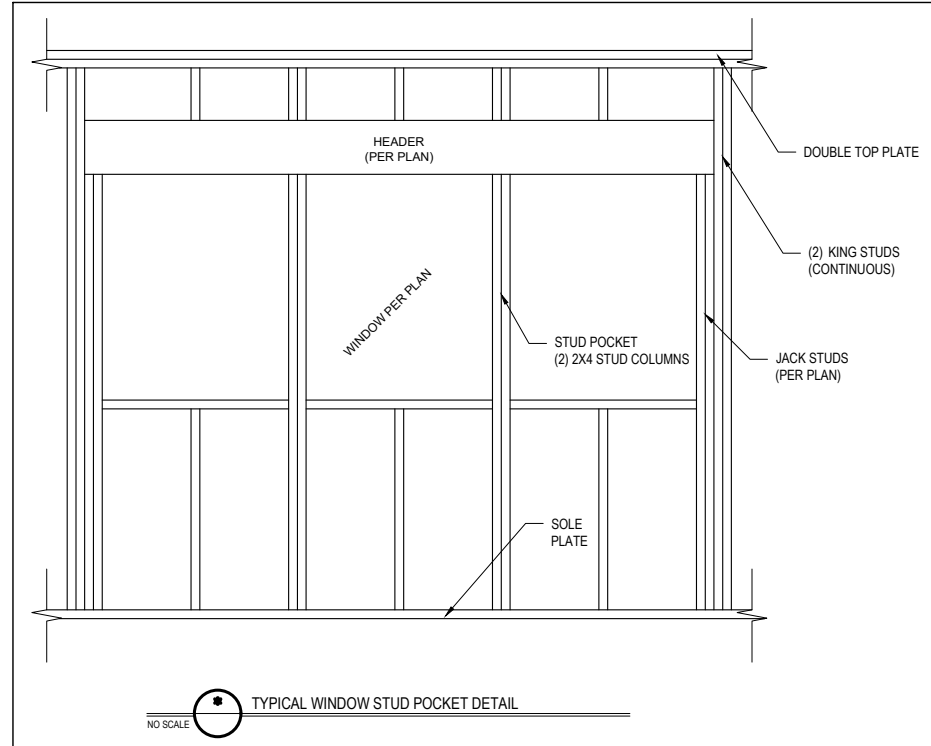 HEADER
(PER PLAN)
DOUBLE TOP PLATE
(2) KING STUDS
(CONTINUOUS)
WINDOW PER PLAN
STUD POCKET
(2) 2X4 STUD COLUMNS
JACK STUDS
(PER PLAN)
SOLE
PLATE
TYPICAL WINDOW STUD POCKET DETAIL
NO SCALE